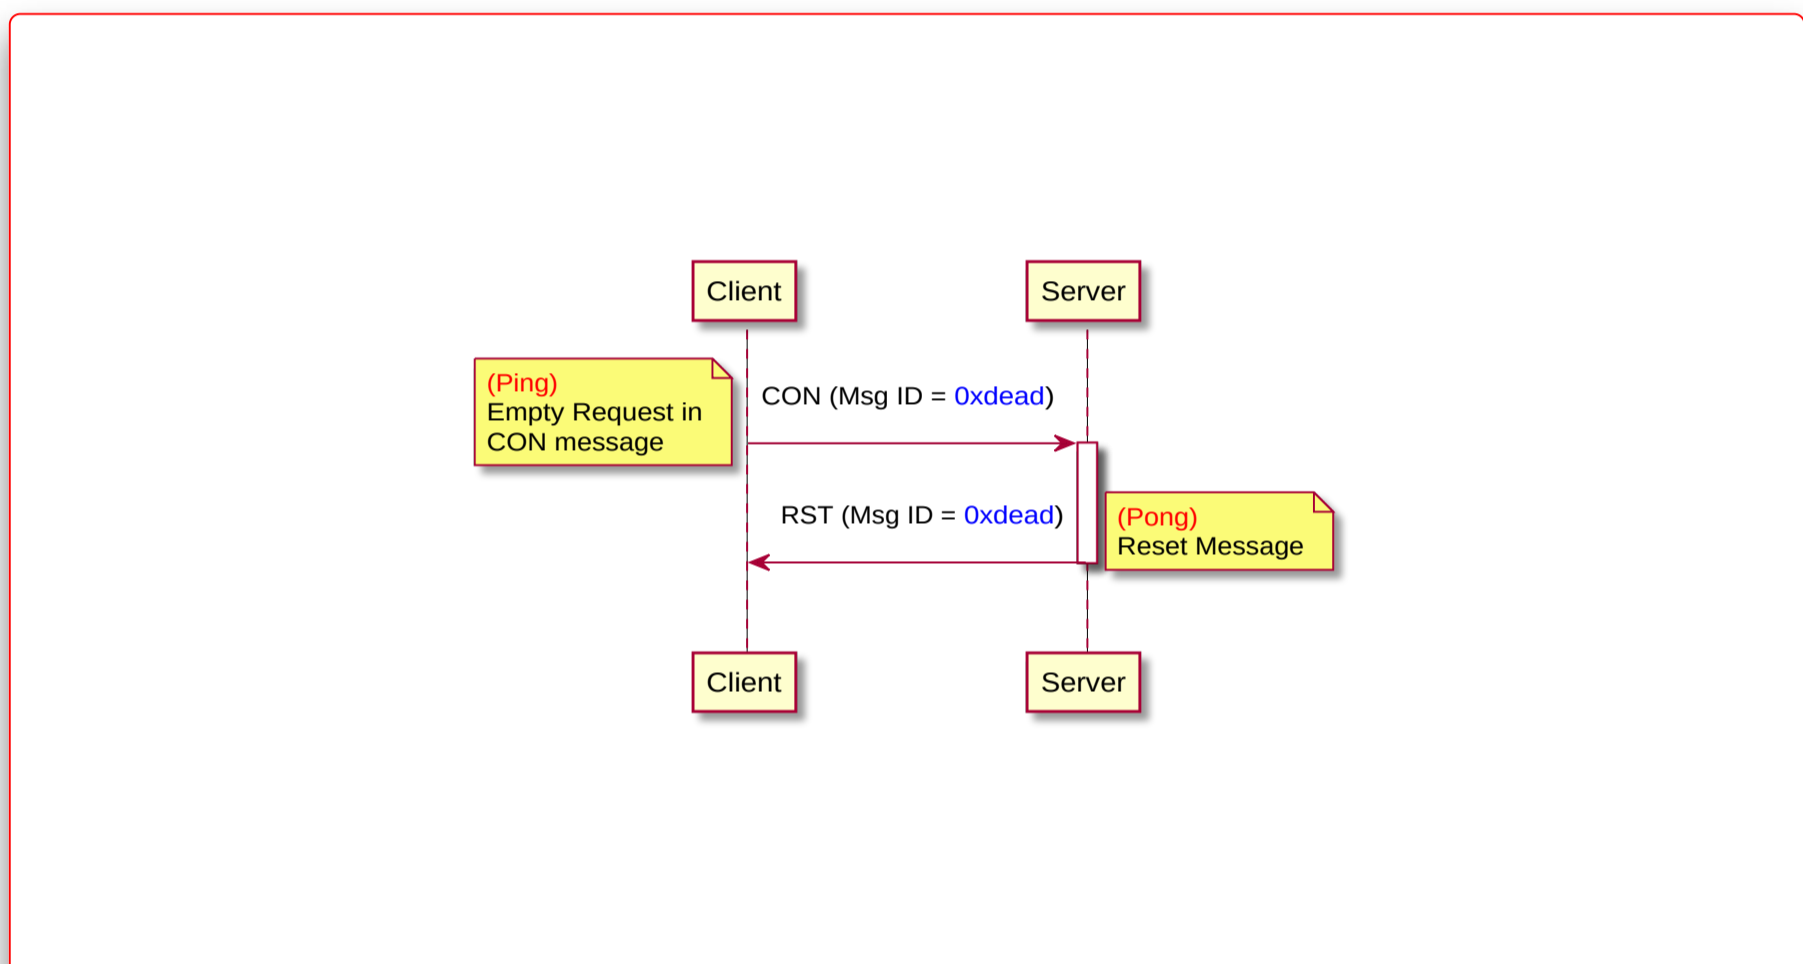 Client
Server
(Ping)
Empty Request in
CON message
CON (Msg ID = 0xdead)
RST (Msg ID = 0xdead)
(Pong)
Reset Message
Client
Server